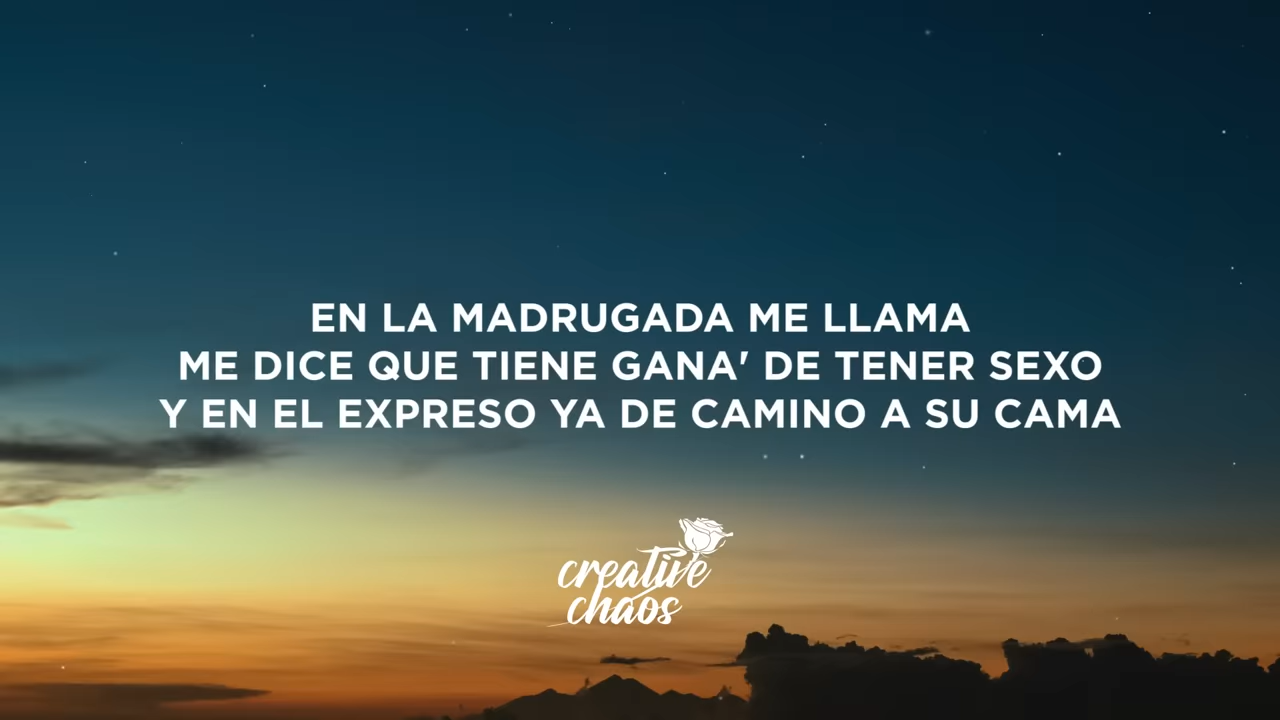 EN LA MADRUGADA ME LLAMA
ME DICE QUE TIENE GANA' DE TENER SEXO
Y EN EL EXPRESO YA DE CAMINO A SU CAMA
creative
chaos